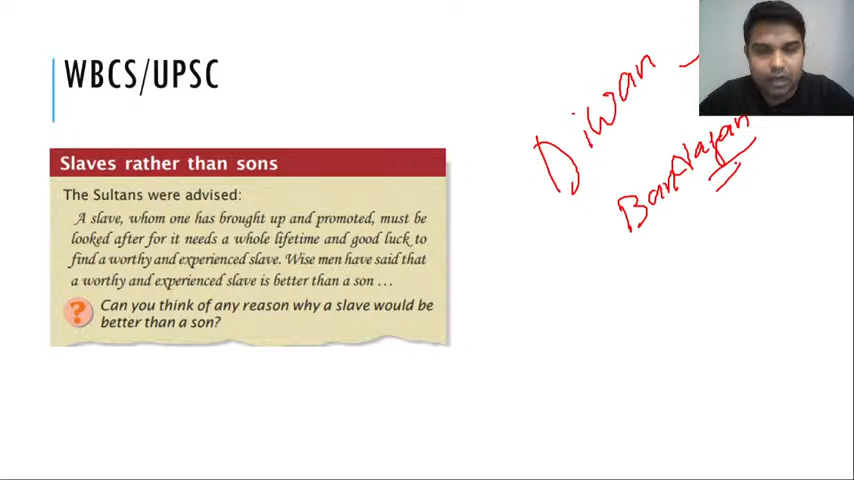 WBCS/UPSC
Slaves rather than sons
The Sultans were advised:
A slave, whom one has brought up and promoted, must be
looked after for it needs a whole lifetime and good luck to
find a worthy and experienced slave. Wise men have said that
a worthy and experienced slave is better than a son ...
? Can you think of any reason why a slave would be
better than a son?
Diwan